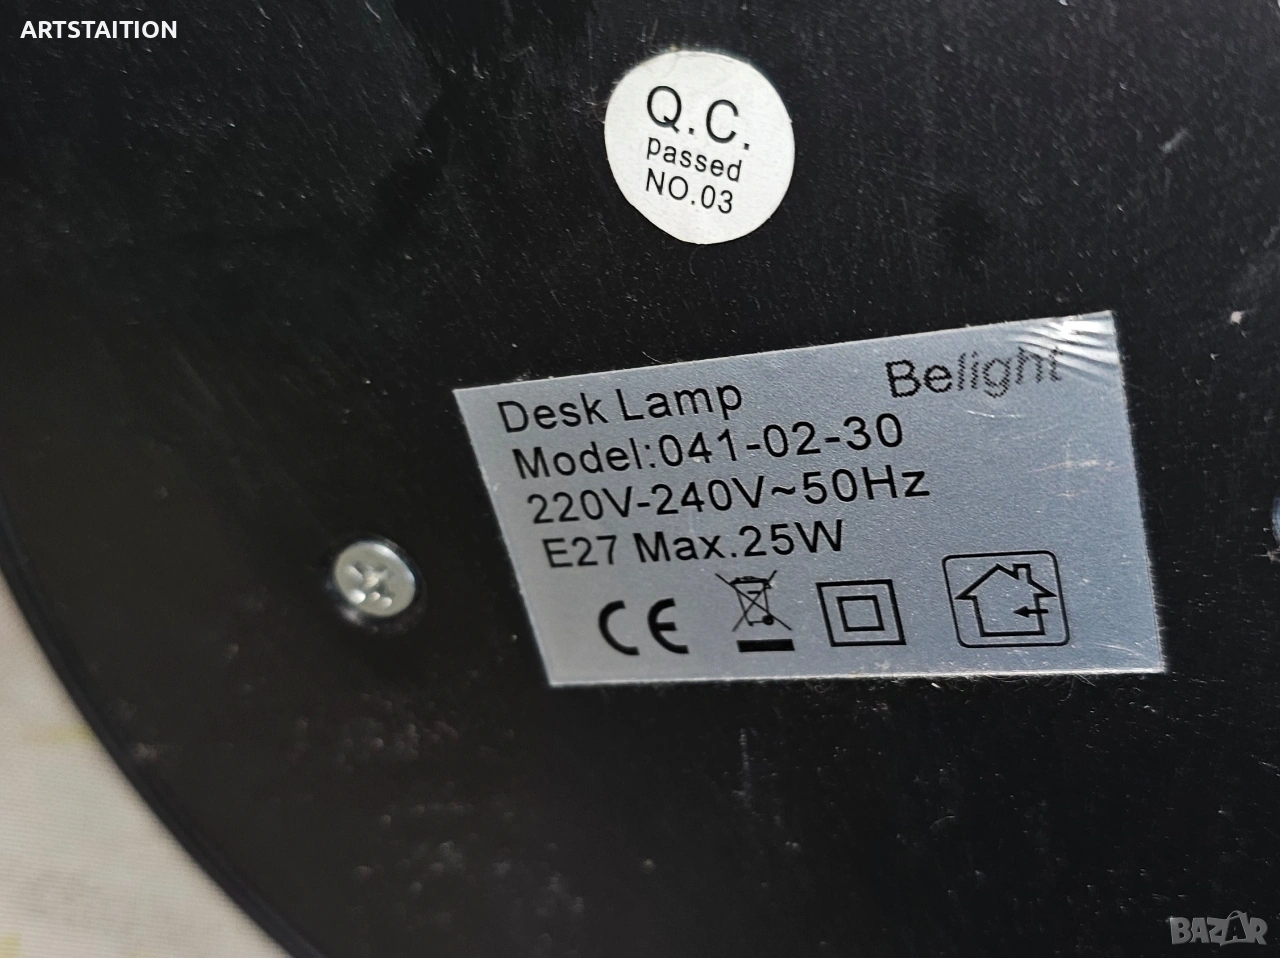 ARTSTAITION
Q.C.
passed
NO.03
Belight
Desk Lamp
Model:041-02-30
220V-240V~50Hz
E27 Max.25W
CE
BAZAR